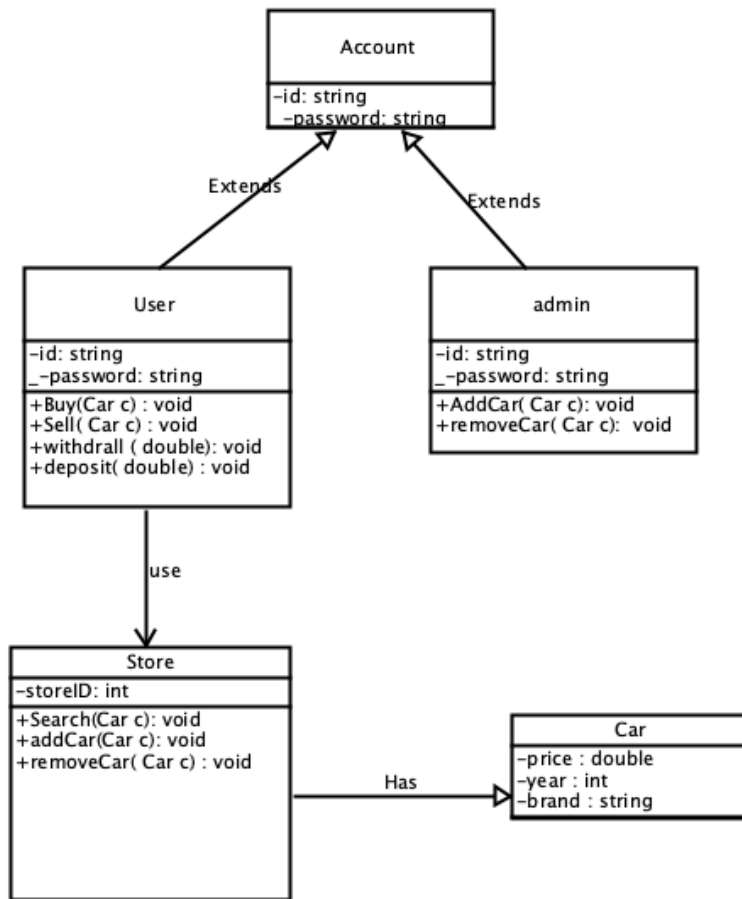 Account
-id: string
-password: string
Extends
Extends
User
-id: string
_-password: string
+Buy(Car c) : void
+Sell( Car c) : void
+withdrall ( double): void
+deposit( double) : void
admin
-id: string
_-password: string
+AddCar( Car c): void
+removeCar( Car c):  void
use
Store
-storeID: int
+Search(Car c): void
+addCar(Car c): void
+removeCar( Car c) : void
Has
Car
-price : double
-year : int
-brand : string